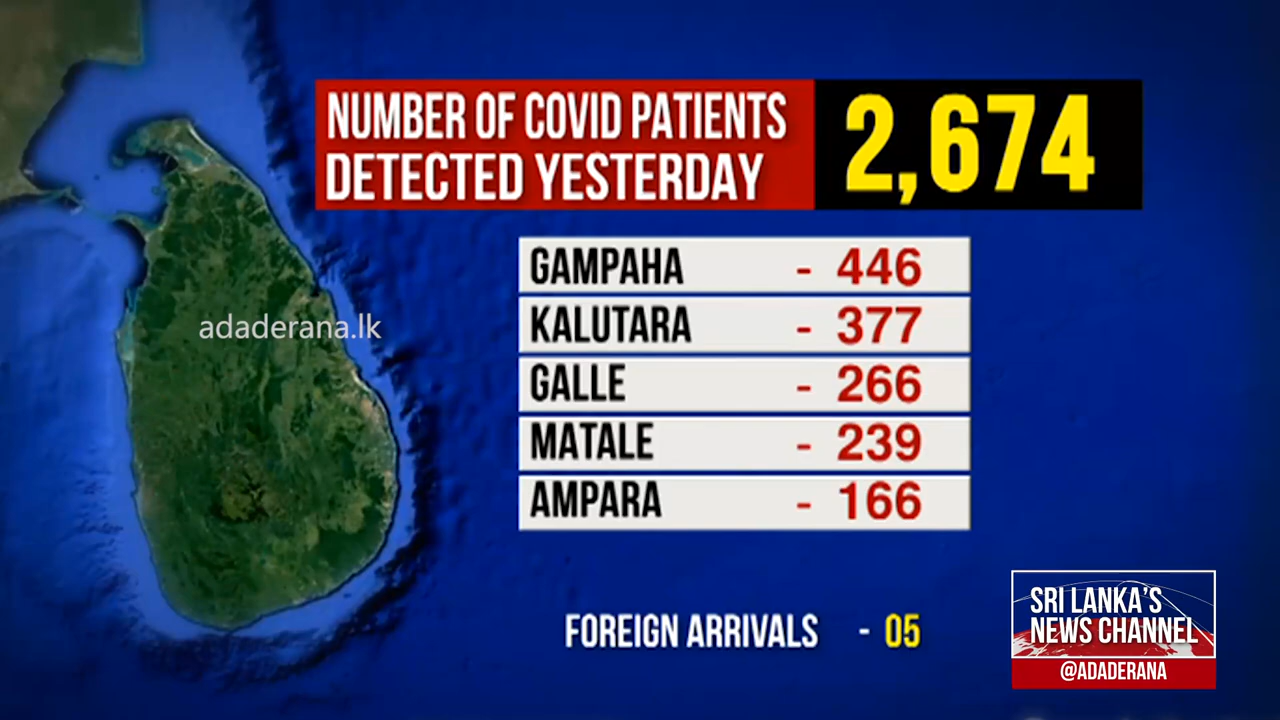 NUMBER OF COVID PATIENTS
DETECTED YESTERDAY
2,674
GAMPAHA - 446
KALUTARA - 377
GALLE - 266
MATALE - 239
AMPARA - 166
FOREIGN ARRIVALS - 05
adaderana.lk
SRI LANKA'S
NEWS CHANNEL
@ADADERANA